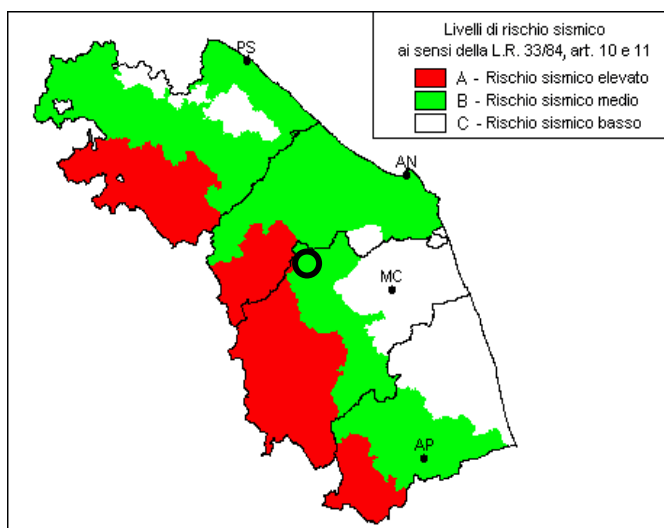 Livelli di rischio sismico
ai sensi della L.R. 33/84, art. 10 e 11
A - Rischio sismico elevato
B - Rischio sismico medio
C - Rischio sismico basso
PS
AN
MC
AP